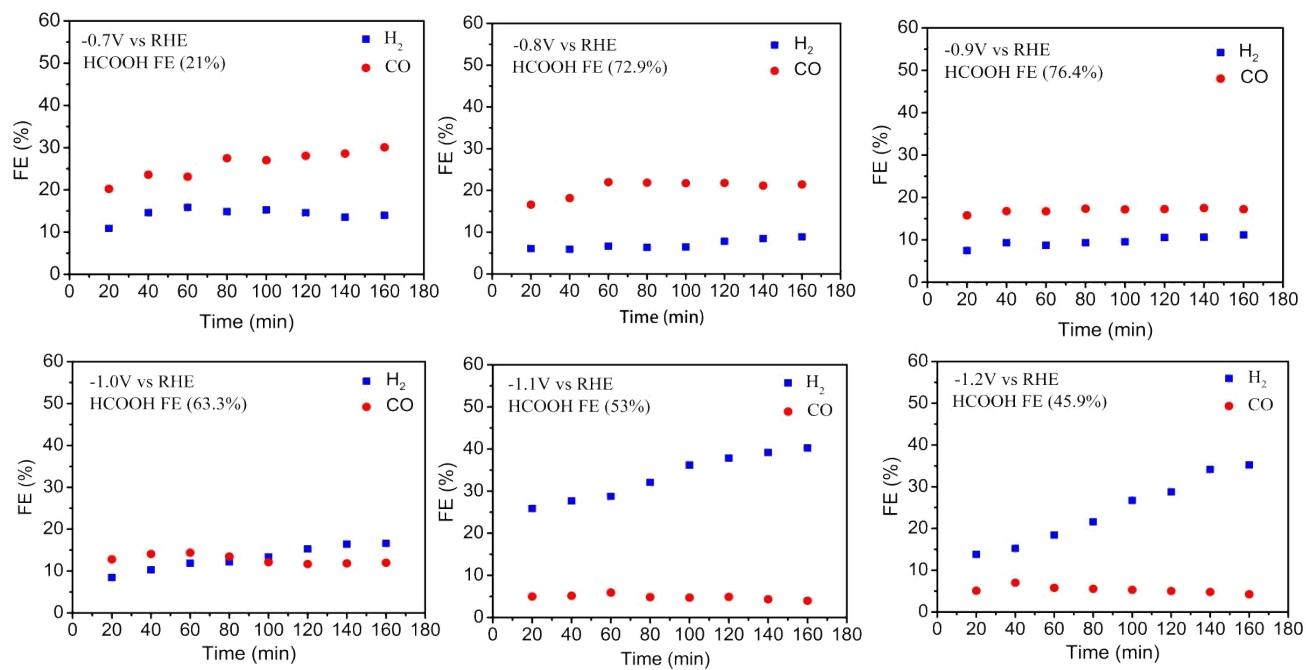 -0.7V vs RHE
HCOOH FE (21%)
H₂
CO
FE (%)
60
50
40
30
20
10
0
0 20 40 60 80 100 120 140 160 180
Time (min)
-0.8V vs RHE
HCOOH FE (72.9%)
H₂
CO
FE (%)
60
50
40
30
20
10
0
0 20 40 60 80 100 120 140 160 180
Time (min)
-0.9V vs RHE
HCOOH FE (76.4%)
H₂
CO
FE (%)
60
50
40
30
20
10
0
0 20 40 60 80 100 120 140 160 180
Time (min)
-1.0V vs RHE
HCOOH FE (63.3%)
H₂
CO
FE (%)
60
50
40
30
20
10
0
0 20 40 60 80 100 120 140 160 180
Time (min)
-1.1V vs RHE
HCOOH FE (53%)
H₂
CO
FE (%)
60
50
40
30
20
10
0
0 20 40 60 80 100 120 140 160 180
Time (min)
-1.2V vs RHE
HCOOH FE (45.9%)
H₂
CO
FE (%)
60
50
40
30
20
10
0
0 20 40 60 80 100 120 140 160 180
Time (min)